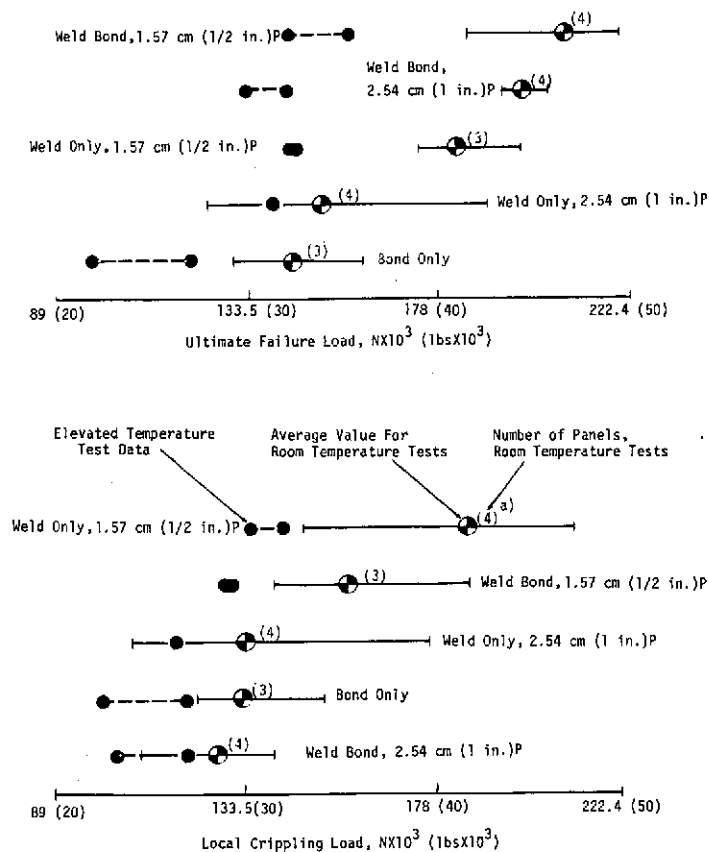 Weld Bond, 1.57 cm (1/2 in.)P
(4)
Weld Bond,
2.54 cm (1 in.)P
(4)
Weld Only, 1.57 cm (1/2 in.)P
(3)
(4)
Weld Only, 2.54 cm (1 in.)P
(3)
Bond Only
89 (20)
133.5 (30)
178 (40)
222.4 (50)
Ultimate Failure Load, NX10³ (lbsX10³)
Elevated Temperature
Test Data
Average Value For
Room Temperature Tests
Number of Panels,
Room Temperature Tests
Weld Only, 1.57 cm (1/2 in.)P
(4)a)
(3)
Weld Bond, 1.57 cm (1/2 in.)P
(4)
Weld Only, 2.54 cm (1 in.)P
(3)
Bond Only
(4)
Weld Bond, 2.54 cm (1 in.)P
89 (20)
133.5(30)
178 (40)
222.4 (50)
Local Crippling Load, NX10³ (lbsX10³)